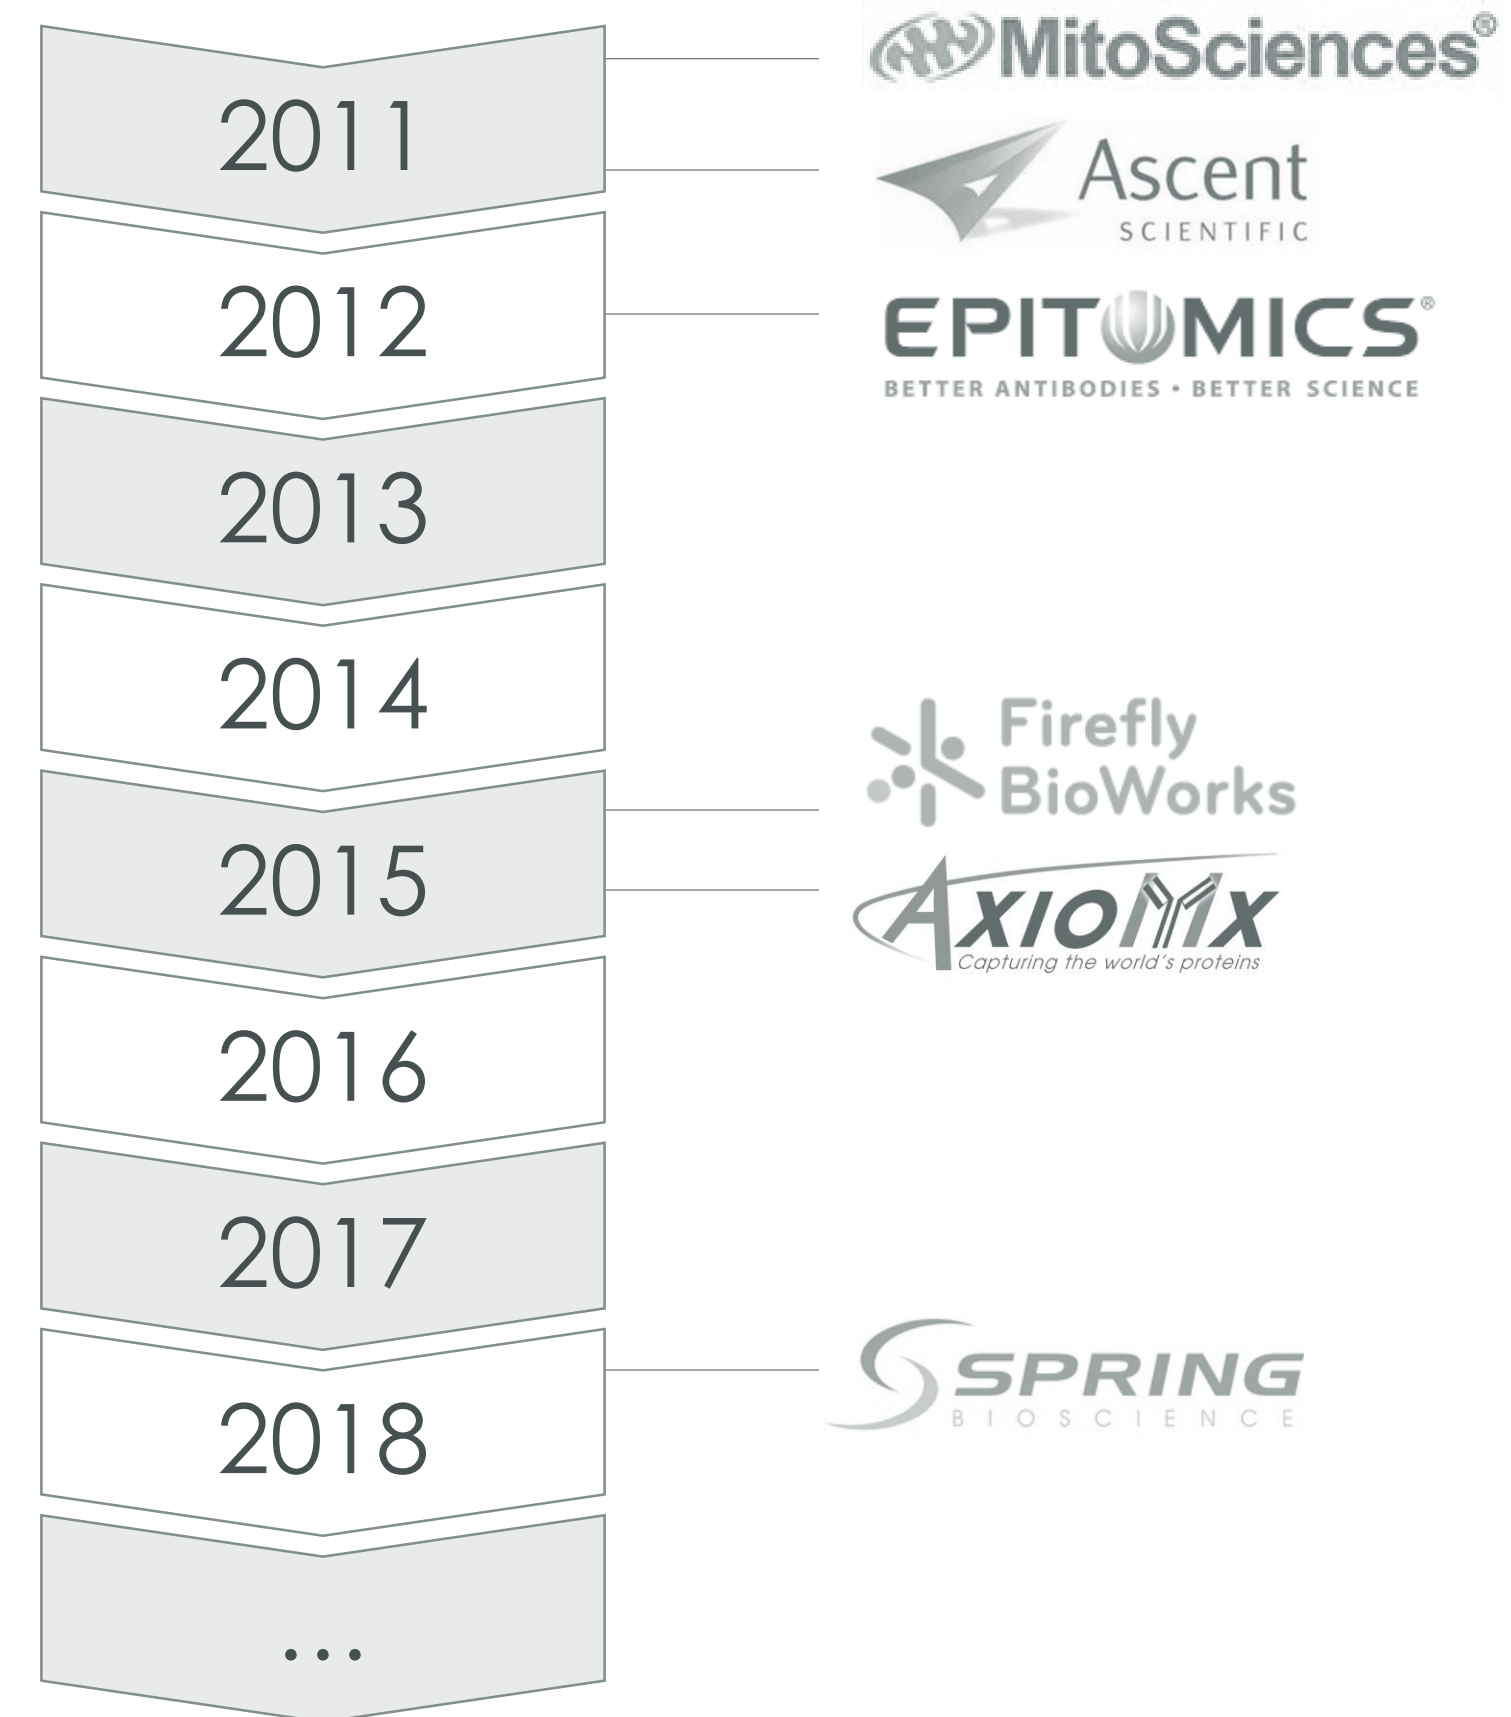 2011
MitoSciences®
Ascent
SCIENTIFIC
2012
EPITOMICS®
BETTER ANTIBODIES • BETTER SCIENCE
2013
2014
Firefly
BioWorks
2015
AxioMx
Capturing the world's proteins
2016
2017
2018
SPRING
BIOSCIENCE
...